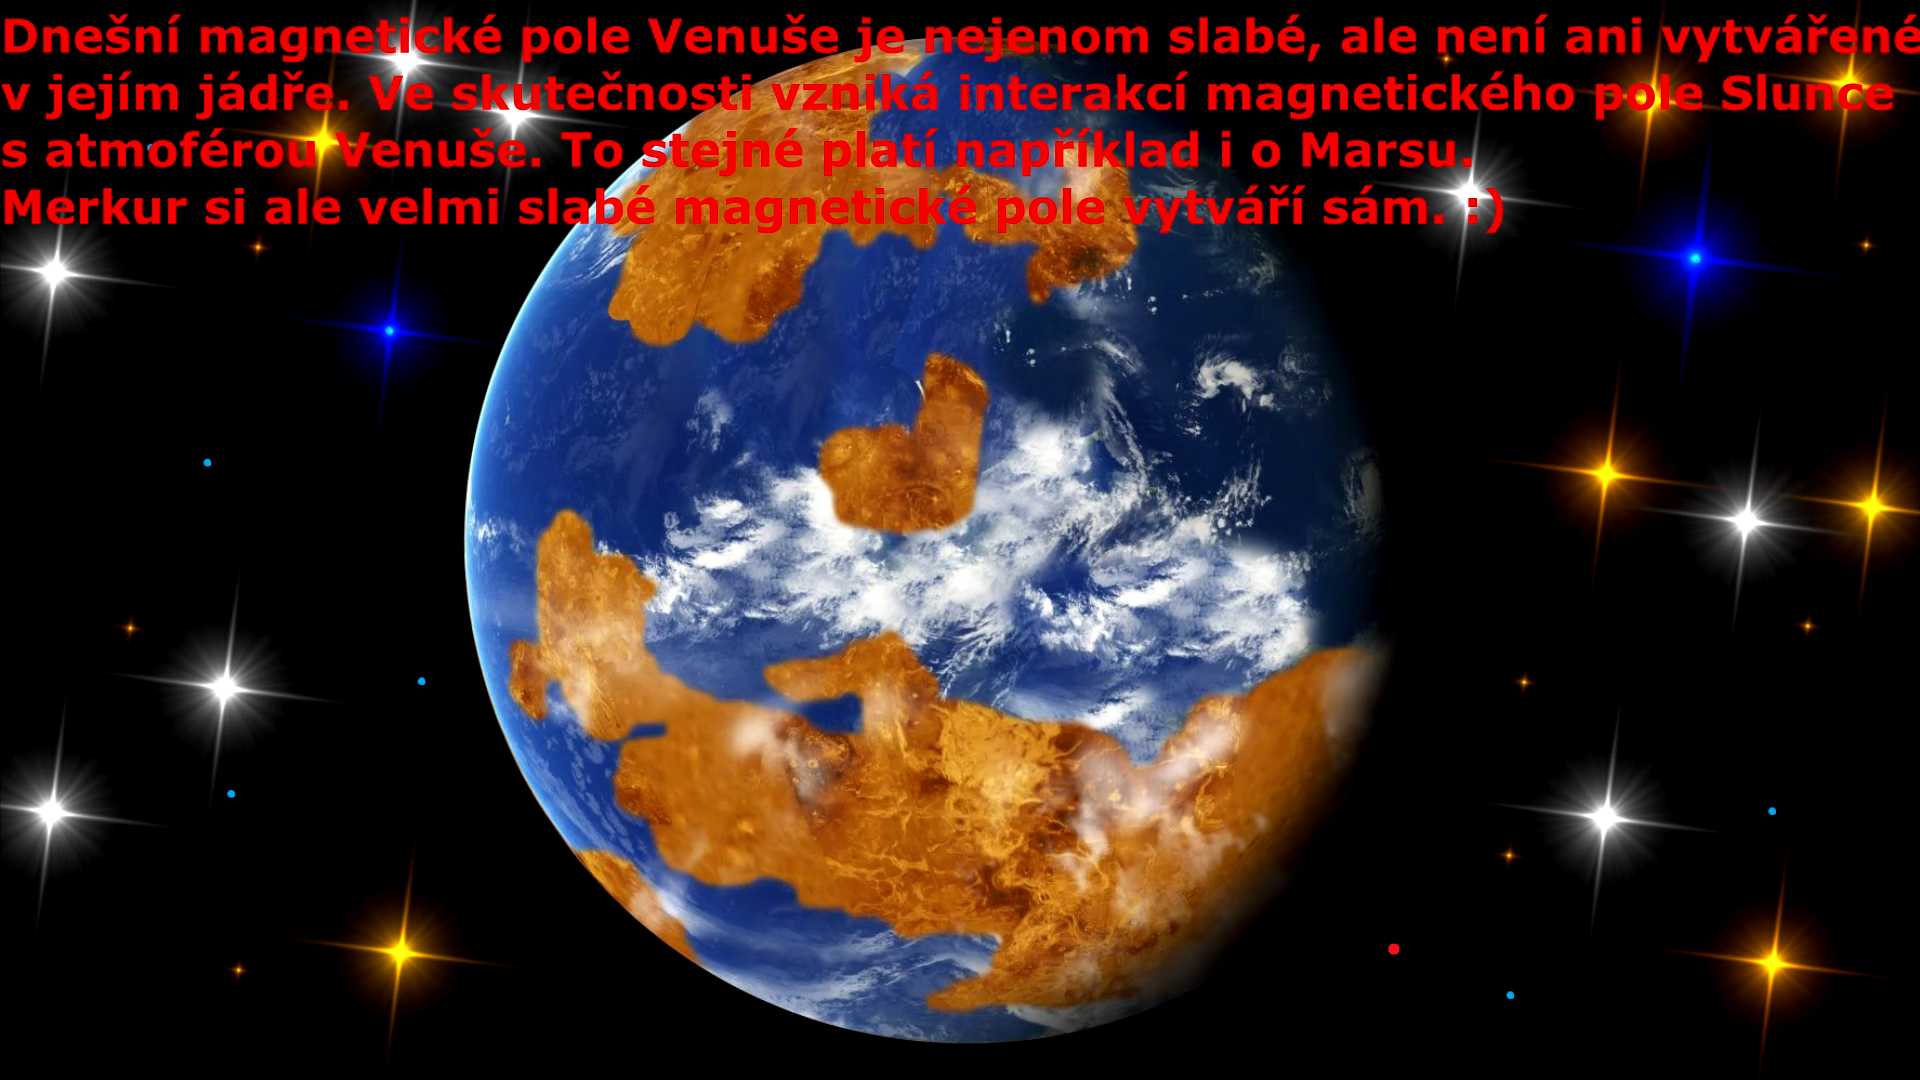 Dnešní magnetické pole Venuše je nejenom slabé, ale není ani vytvářené
v jejím jádře. Ve skutečnosti vzniká interakcí magnetického pole Slunce
s atmoférou Venuše. To stejné platí například i o Marsu.
Merkur si ale velmi slabé magnetické pole vytváří sám. :)